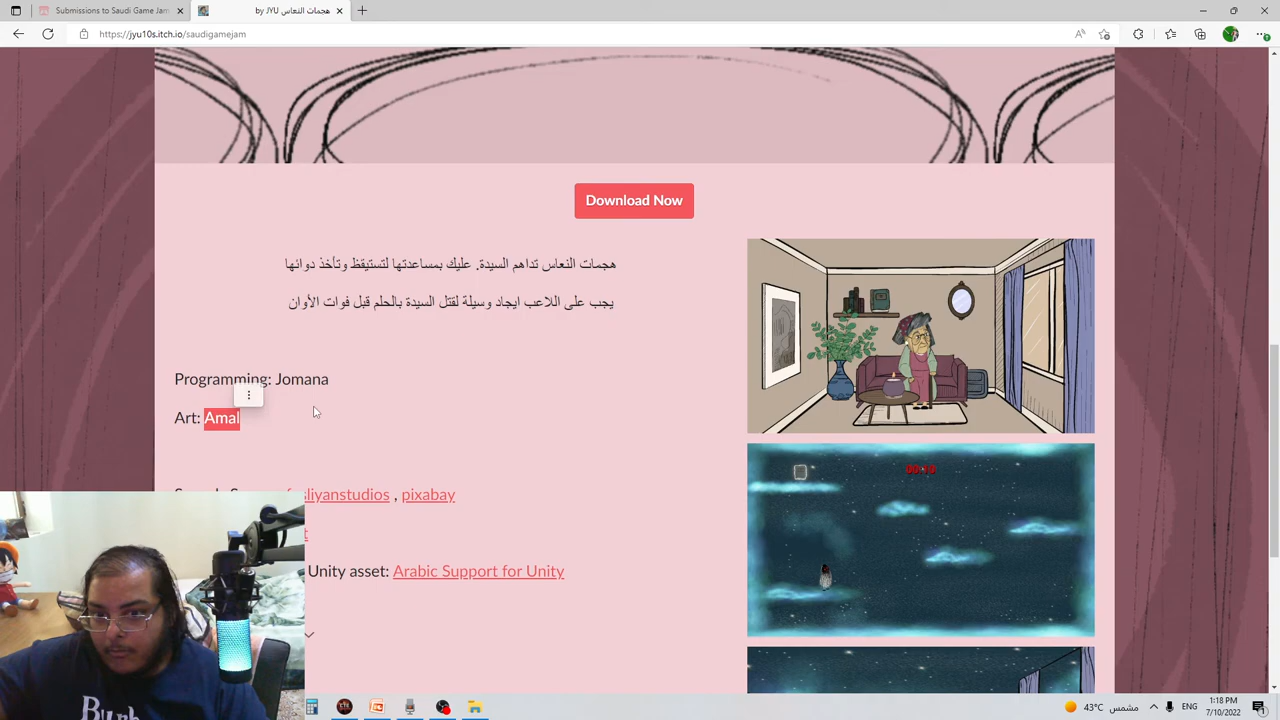 Submissions to Saudi Game Jam
هجمات النعاس by JYU
https://jyu10s.itch.io/saudigamejam
Download Now
هجمات النعاس تداهم السيدة. عليك بمساعدتها لتستيقظ وتأخذ دوائها
يجب على اللاعب ايجاد وسيلة لقتل السيدة بالحلم قبل فوات الأوان
Programming: Jomana
Art: Amal
sliyanstudios , pixabay
Unity asset: Arabic Support for Unity
43°C مشمس
ENG
1:18 PM
7/10/2022